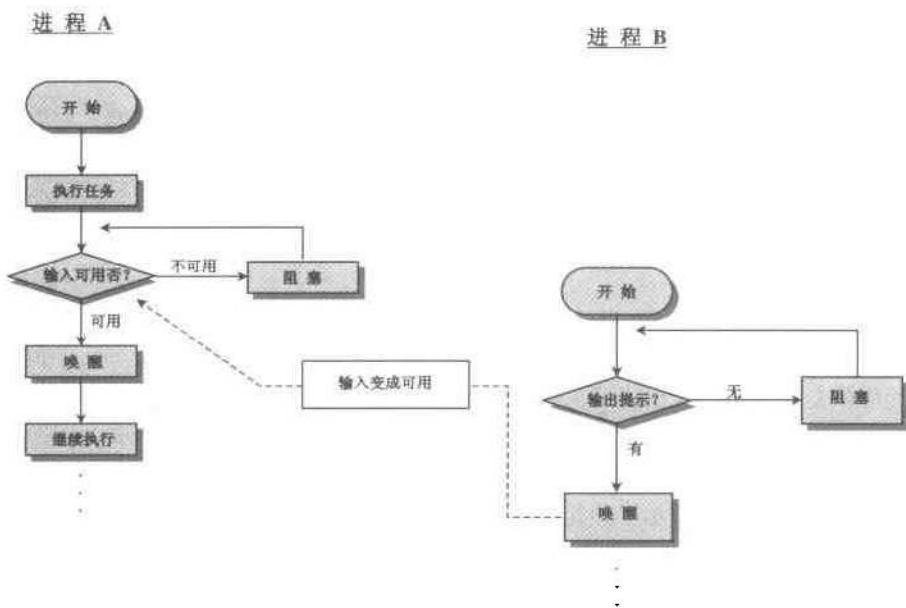 进 程 A
进 程 B
开 始
执行任务
输入可用否?
不可用
阻 塞
可用
唤 醒
继续执行
输入变成可用
开 始
输出提示?
无
阻 塞
有
唤 醒